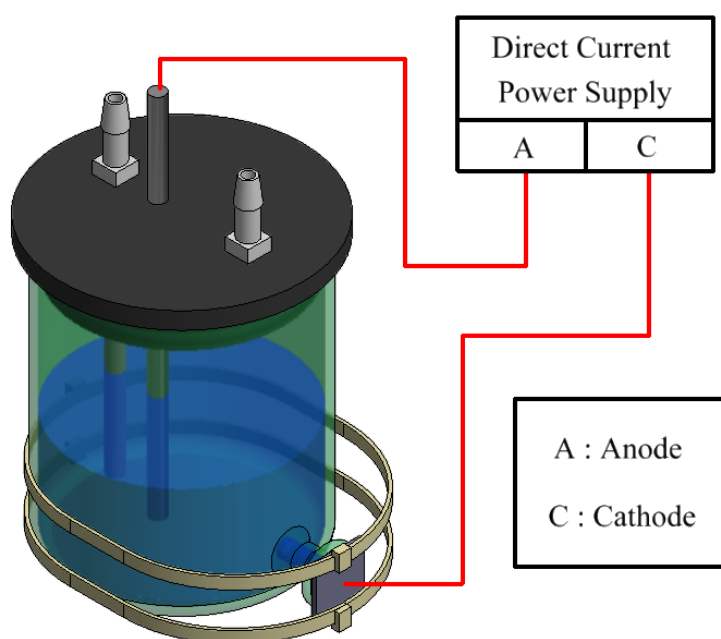 Direct Current
Power Supply
A
C
A : Anode
C : Cathode